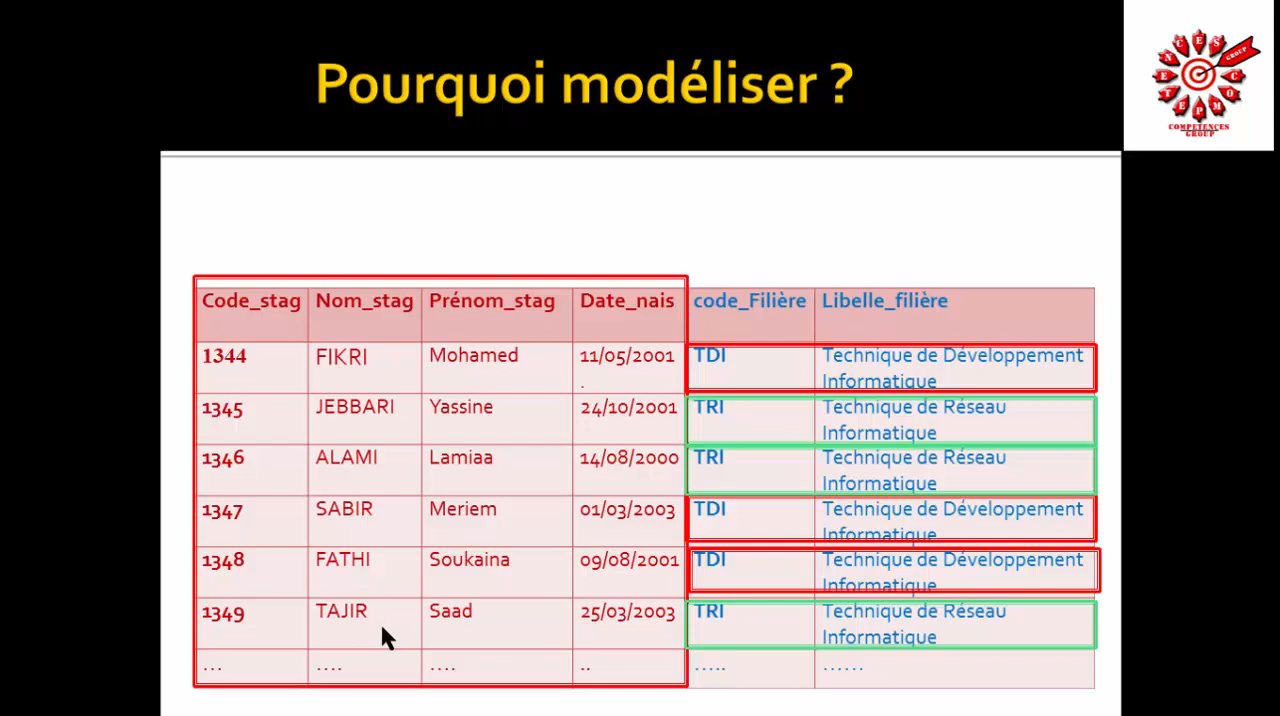 Pourquoi modéliser ?
COMPETENCES
GROUP
COMPETENCES
GROUP
Code_stag Nom_stag Prénom_stag Date_nais code_Filière Libelle_filière
1344 FIKRI Mohamed 11/05/2001 TDI Technique de Développement
. Informatique
1345 JEBBARI Yassine 24/10/2001 TRI Technique de Réseau
Informatique
1346 ALAMI Lamiaa 14/08/2000 TRI Technique de Réseau
Informatique
1347 SABIR Meriem 01/03/2003 TDI Technique de Développement
Informatique
1348 FATHI Soukaina 09/08/2001 TDI Technique de Développement
Informatique
1349 TAJIR Saad 25/03/2003 TRI Technique de Réseau
Informatique
... .... .... .. ..... ......